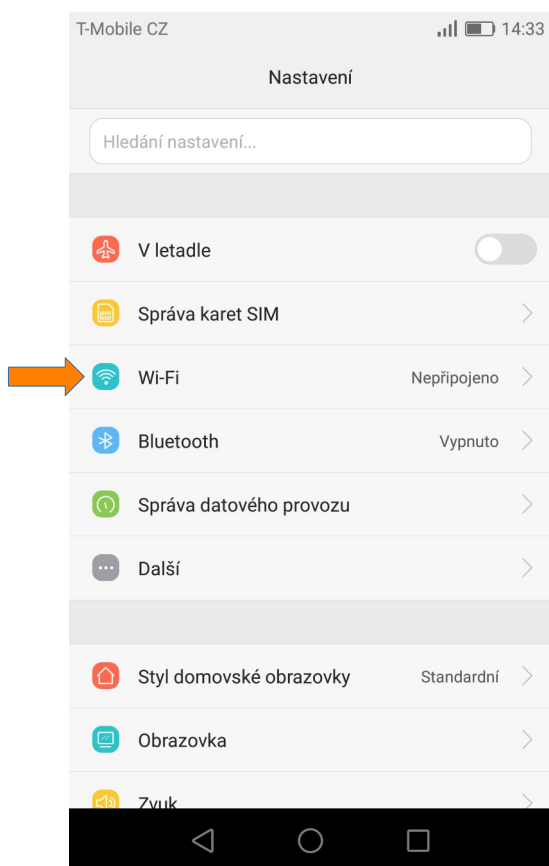 T-Mobile CZ 14:33
Nastavení
Hledání nastavení...
V letadle
Správa karet SIM
Wi-Fi Nepřipojeno
Bluetooth Vypnuto
Správa datového provozu
Další
Styl domovské obrazovky Standardní
Obrazovka
Zvuk